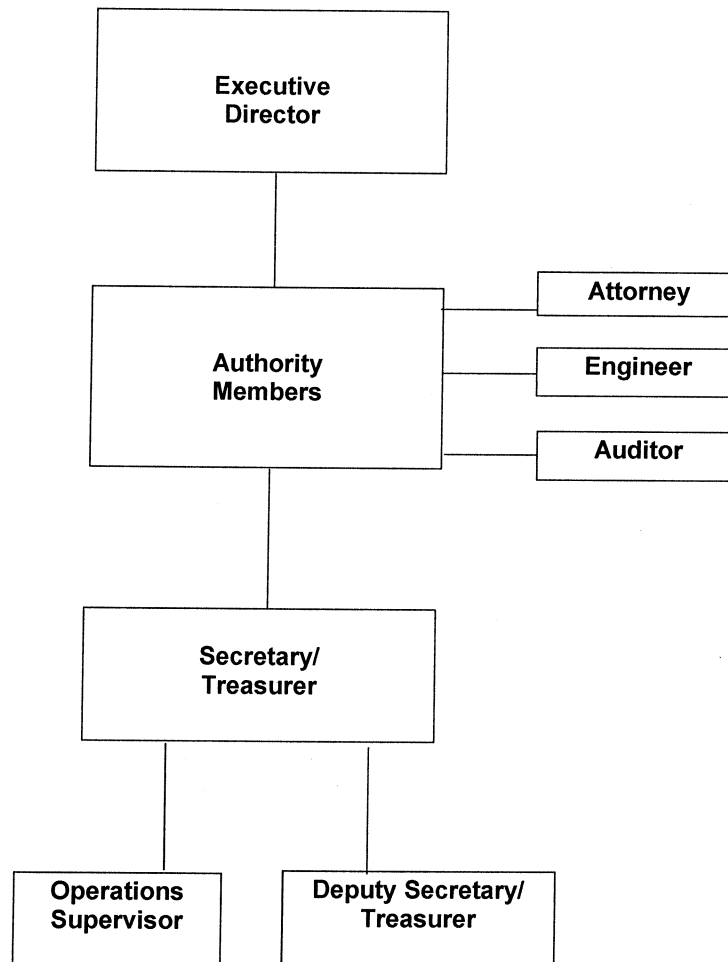 Executive
Director
Authority
Members
Attorney
Engineer
Auditor
Secretary/
Treasurer
Operations
Supervisor
Deputy Secretary/
Treasurer